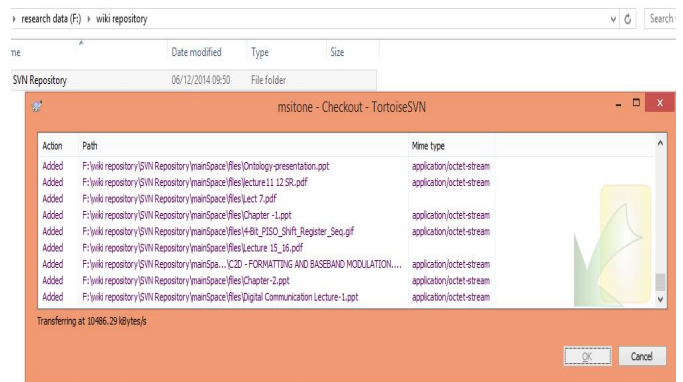 research data (F:) wiki repository Search
me Date modified Type Size
SVN Repository 06/12/2014 09:50 File folder
msitone - Checkout - TortoiseSVN
Action Path Mime type
Added F:\wiki repository\SVN Repository\mainSpace\files\Ontology-presentation.ppt application/octet-stream
Added F:\wiki repository\SVN Repository\mainSpace\files\lecture11 12 SR.pdf application/octet-stream
Added F:\wiki repository\SVN Repository\mainSpace\files\Lect 7.pdf
Added F:\wiki repository\SVN Repository\mainSpace\files\Chapter -1.ppt application/octet-stream
Added F:\wiki repository\SVN Repository\mainSpace\files\4-Bit_PISO_Shift_Register_Seq.gif application/octet-stream
Added F:\wiki repository\SVN Repository\mainSpace\files\Lecture 15_16.pdf
Added F:\wiki repository\SVN Repository\mainSpa...\C2D - FORMATTING AND BASEBAND MODULATION.... application/octet-stream
Added F:\wiki repository\SVN Repository\mainSpace\files\Chapter-2.ppt application/octet-stream
Added F:\wiki repository\SVN Repository\mainSpace\files\Digital Communication Lecture-1.ppt application/octet-stream
Transferring at 10486.29 kBytes/s
OK Cancel